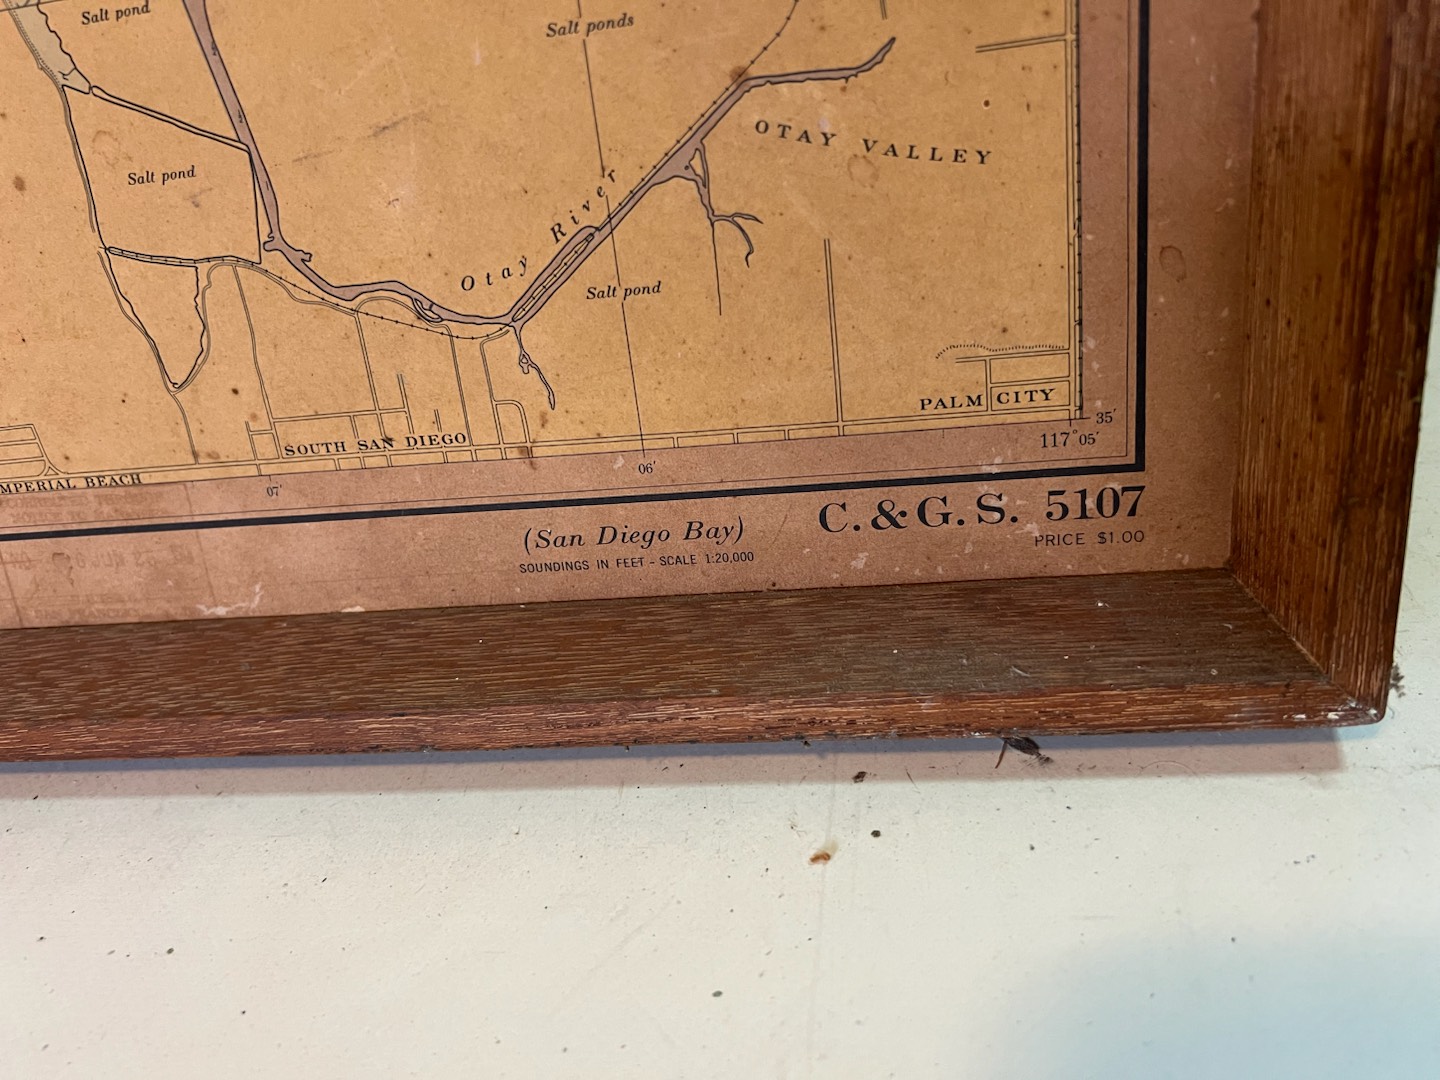 Salt pond
Salt ponds
OTAY VALLEY
Salt pond
Otay River
Salt pond
PALM CITY
35'
SOUTH SAN DIEGO
117°05'
06'
IMPERIAL BEACH
07'
(San Diego Bay)
SOUNDINGS IN FEET - SCALE 1:20,000
C. & G. S. 5107
PRICE $1.00